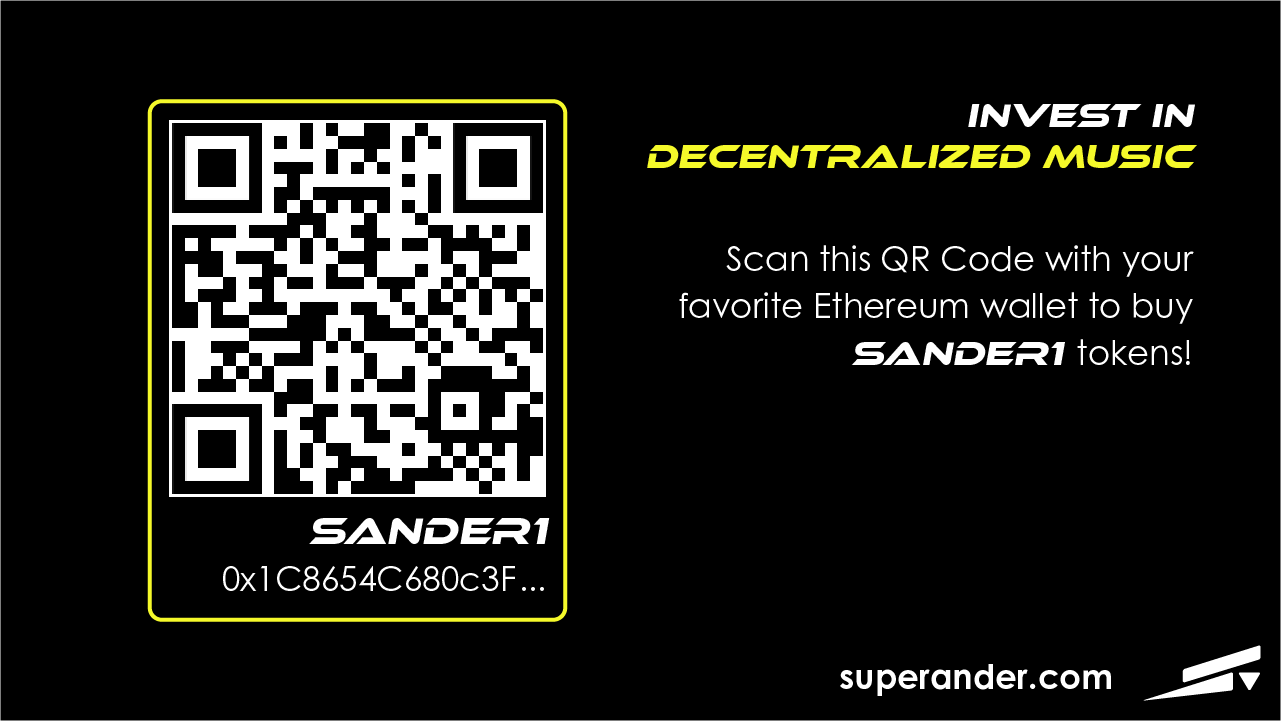 INVEST IN
DECENTRALIZED MUSIC
Scan this QR Code with your
favorite Ethereum wallet to buy
SANDER1 tokens!
SANDER1
0x1C8654C680c3F...
superander.com